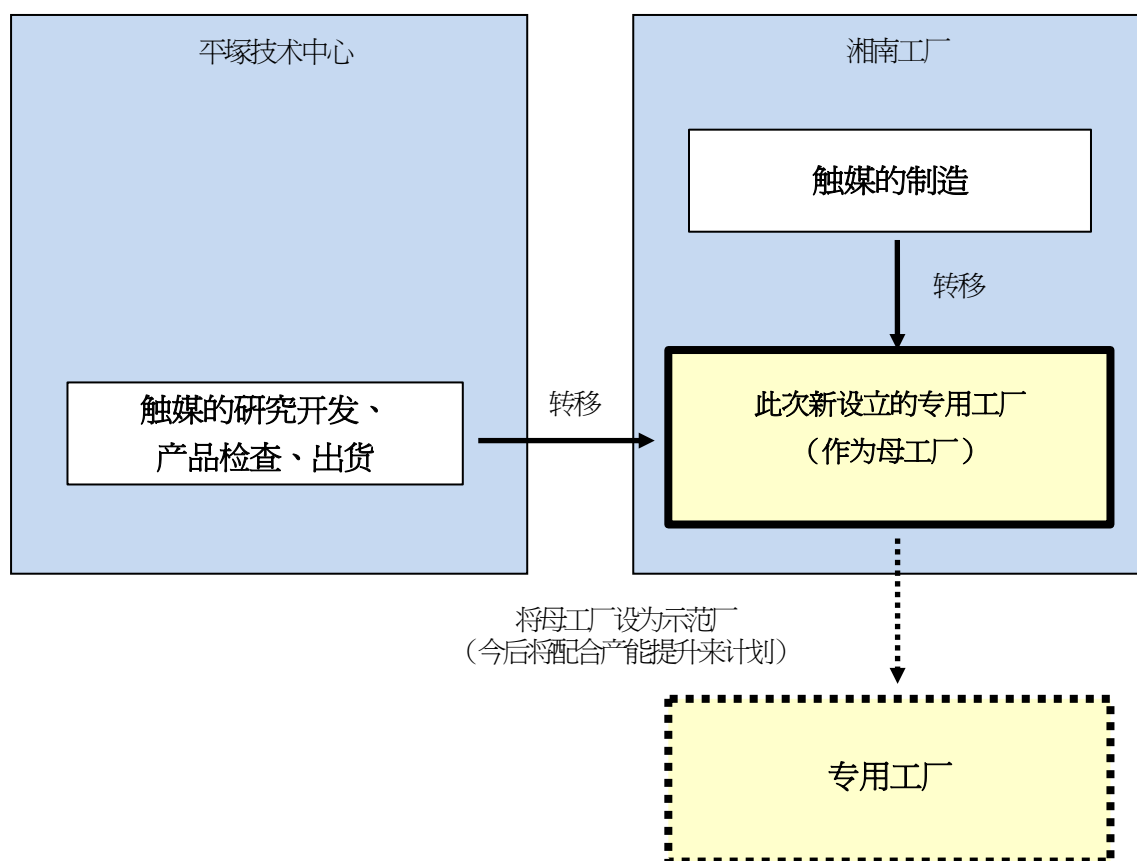 平塚技术中心
湘南工厂
触媒的制造
转移
触媒的研究开发、
产品检查、出货
转移
此次新设立的专用工厂
（作为母工厂）
将母工厂设为示范厂
（今后将配合产能提升来计划）
专用工厂